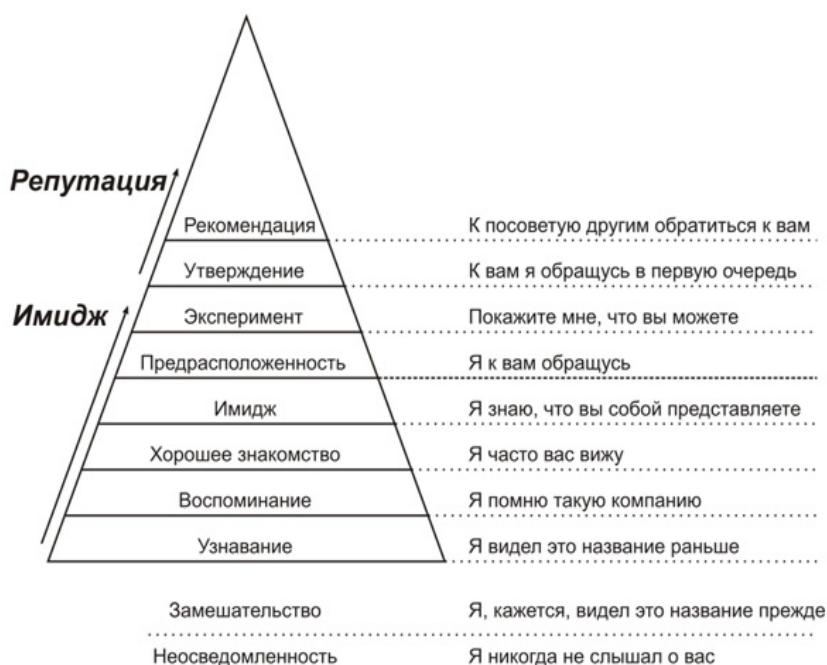 Репутация
Рекомендация К посоветую другим обратиться к вам
Утверждение К вам я обращусь в первую очередь
Имидж
Эксперимент Покажите мне, что вы можете
Предрасположенность Я к вам обращусь
Имидж Я знаю, что вы собой представляете
Хорошее знакомство Я часто вас вижу
Воспоминание Я помню такую компанию
Узнавание Я видел это название раньше
Замешательство Я, кажется, видел это название прежде
Неосведомленность Я никогда не слышал о вас